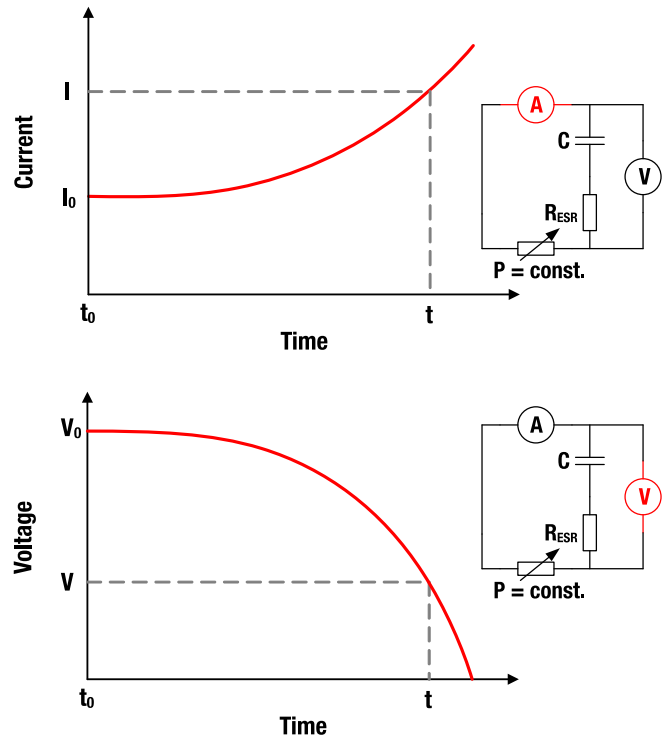 I
I₀
Current
t₀
t
Time
A
C
V
R_ESR
P = const.
V₀
V
Voltage
t₀
t
Time
A
C
V
R_ESR
P = const.